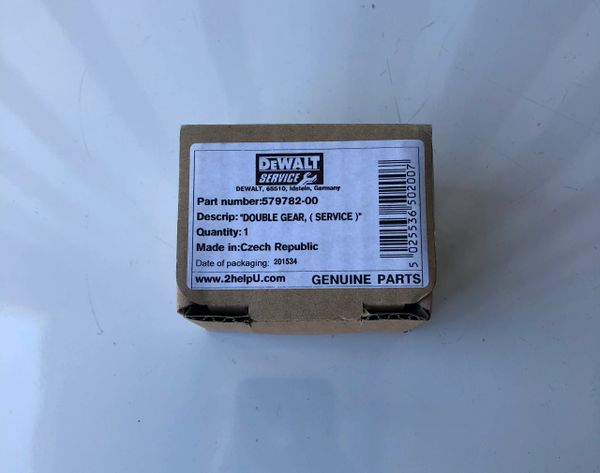 DEWALT
SERVICE
DEWALT, 65510, Idstein, Germany
Part number:579782-00
Descrip: "DOUBLE GEAR, ( SERVICE )"
Quantity: 1
Made in:Czech Republic
Date of packaging: 201534
www.2helpU.com GENUINE PARTS
5 025536 502007